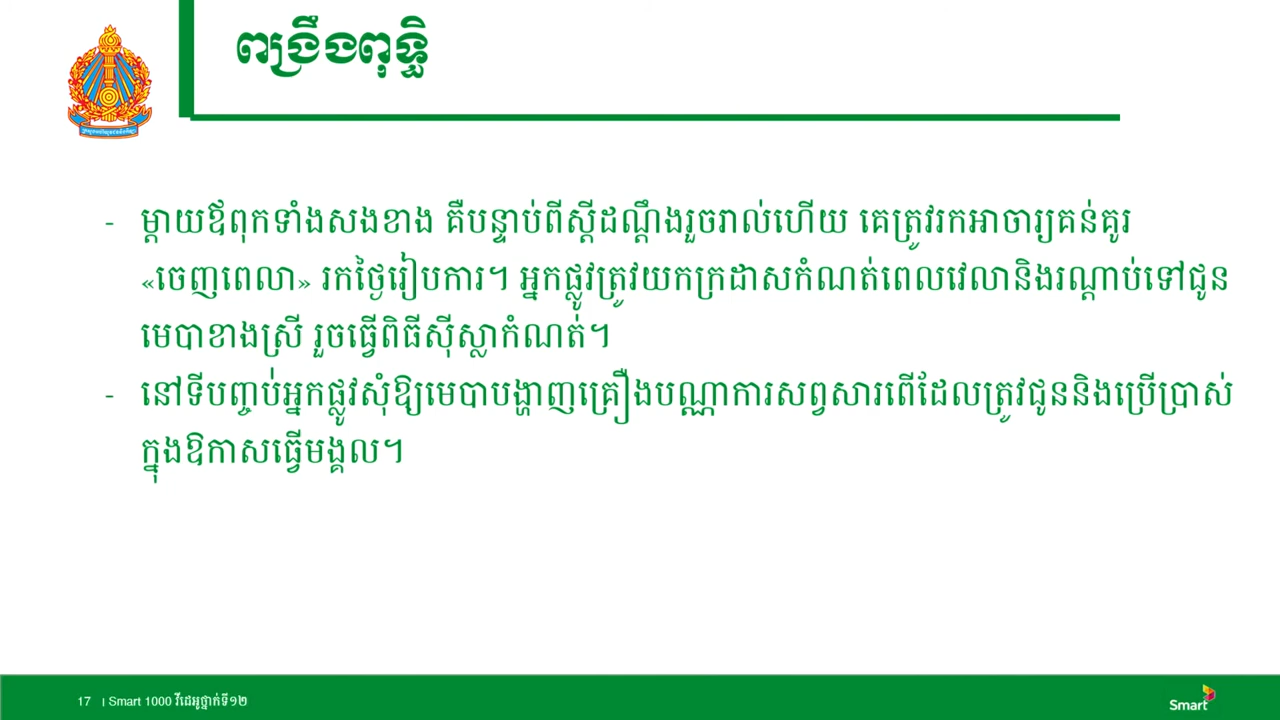 ពង្រឹងពុទ្ធិ
- ម្ដាយឪពុកទាំងសងខាង គឺបន្ទាប់ពីស្ដីដណ្ដឹងរួចរាល់ហើយ គេត្រូវរកអាចារ្យគន់គូរ
«ចេញពេលា» រកថ្ងៃរៀបការ។ អ្នកផ្លូវត្រូវយកក្រដាសកំណត់ពេលវេលានិងរណ្ដាប់ទៅជូន
មេបាខាងស្រី រួចធ្វើពិធីស៊ីស្លាកំណត់។
- នៅទីបញ្ចប់អ្នកផ្លូវសុំឱ្យមេបាបង្ហាញគ្រឿងបណ្ណាការសព្វសារពើដែលត្រូវជូននិងប្រើប្រាស់
ក្នុងឱកាសធ្វើមង្គល។
17 | Smart 1000 វីដេអូថ្នាក់ទី១២
Smart